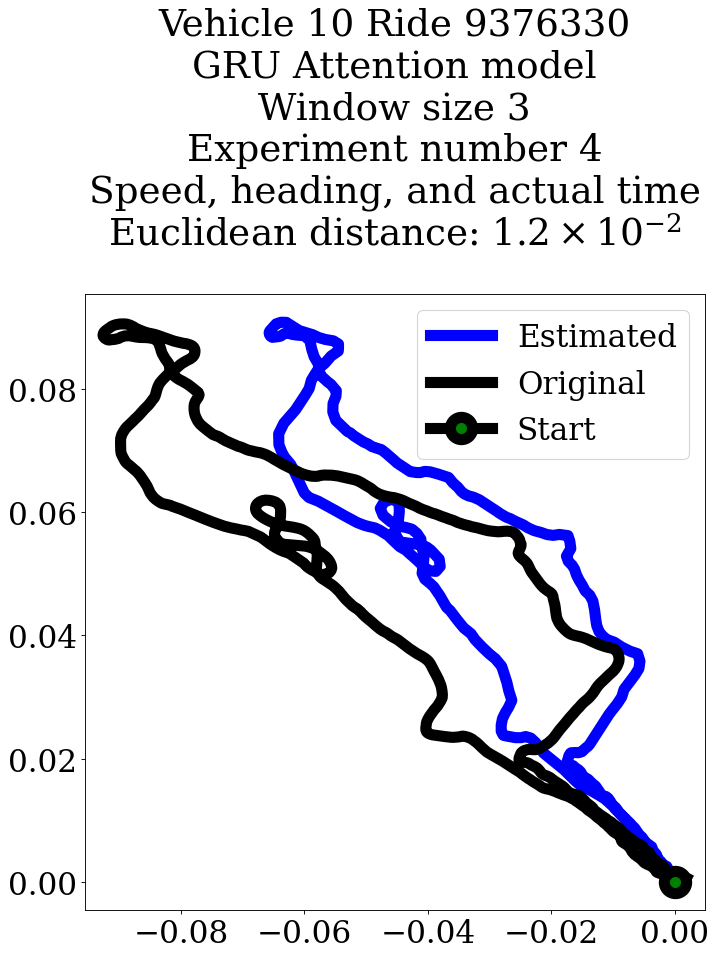 Vehicle 10 Ride 9376330
GRU Attention model
Window size 3
Experiment number 4
Speed, heading, and actual time
Euclidean distance: 1.2 × 10⁻²
Estimated
Original
Start
0.08
0.06
0.04
0.02
0.00
−0.08 −0.06 −0.04 −0.02 0.00